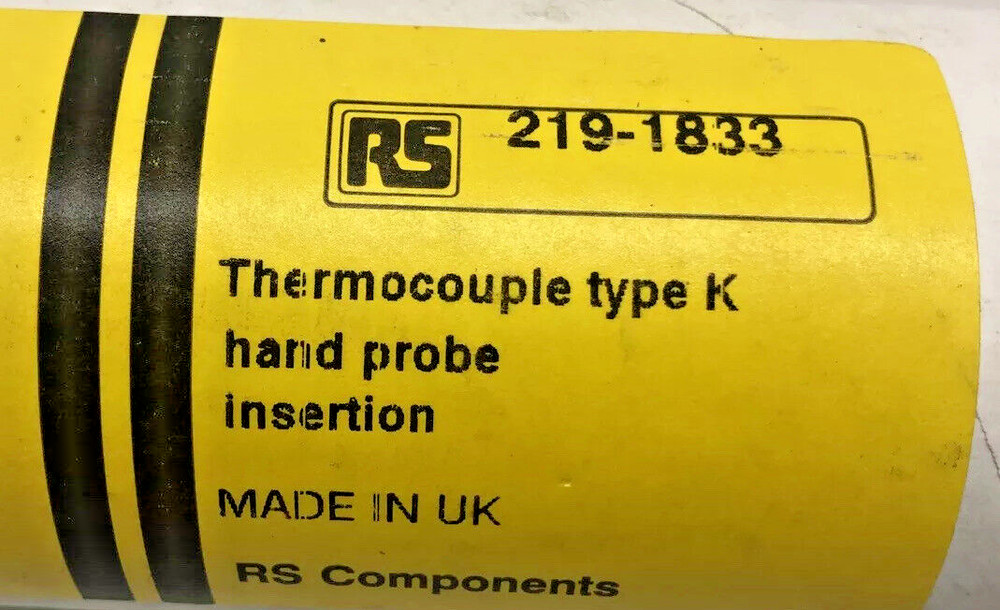 RS 219-1833
Thermocouple type K
hand probe
insertion
MADE IN UK
RS Components